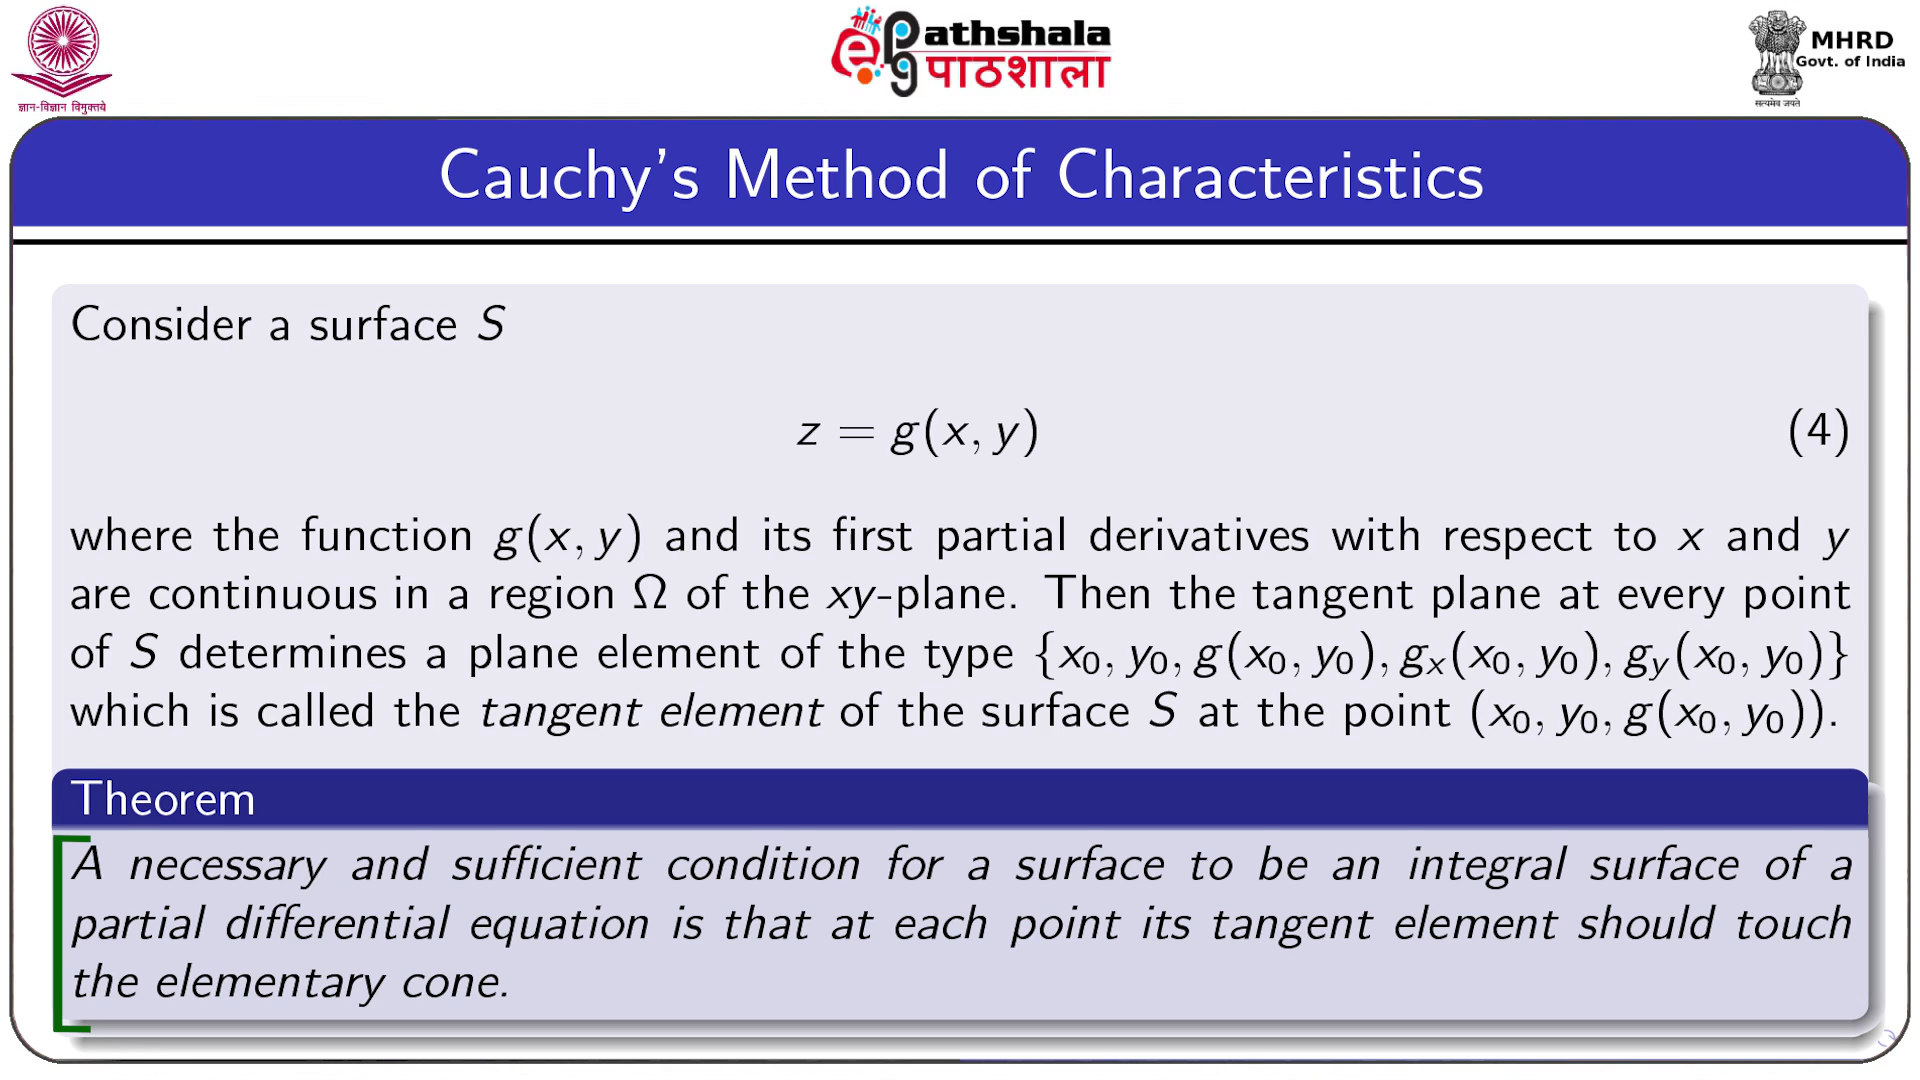 ज्ञान-विज्ञान विमुक्तये
ePG
athshala
पाठशाला
MHRD
Govt. of India
सत्यमेव जयते
Cauchy's Method of Characteristics
Consider a surface S
z = g(x, y) (4)
where the function g(x, y) and its first partial derivatives with respect to x and y
are continuous in a region Ω of the xy-plane. Then the tangent plane at every point
of S determines a plane element of the type {x₀, y₀, g(x₀, y₀), gₓ(x₀, y₀), g_y(x₀, y₀)}
which is called the tangent element of the surface S at the point (x₀, y₀, g(x₀, y₀)).
Theorem
A necessary and sufficient condition for a surface to be an integral surface of a
partial differential equation is that at each point its tangent element should touch
the elementary cone.